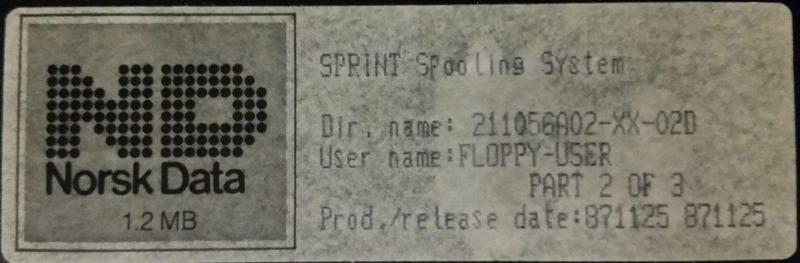 ND
Norsk Data
1.2 MB
SPRINT Spooling System
Dir. name: 211056A02-XX-02D
User name:FLOPPY-USER
PART 2 OF 3
Prod./release date:871125 871125